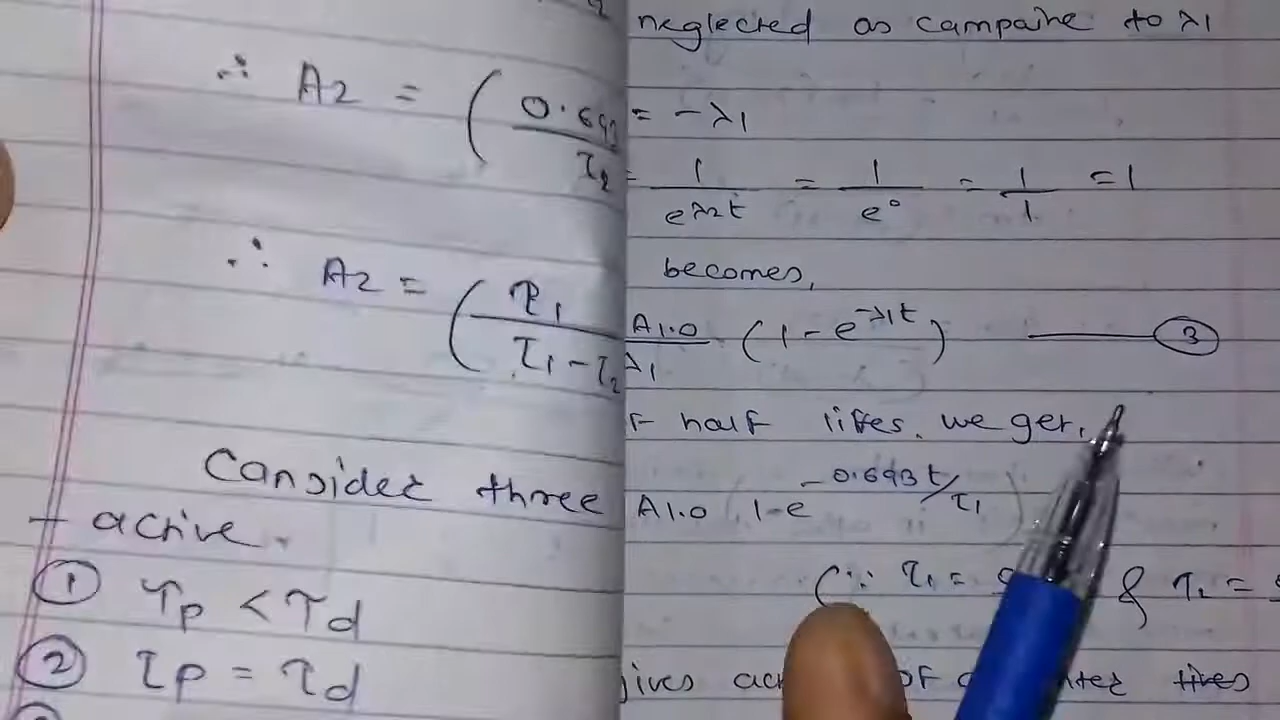 ∴ A2 = ( 0.693 / τ2
∴ A2 = ( τ1 / τ1 - τ2
Consider three
active.
① τp < τd
② τp = τd
neglected as campaire to λ1
= -λ1
= 1 / e^λ2t = 1 / e^0 = 1 / 1 = 1
becomes,
A1.0 / λ1 ( 1 - e^-λ1t ) ③
F half lifes. we get,
A1.0 ( 1-e^-0.693t/τ1 )
(∵ τ1 = & τ2 =
gives of